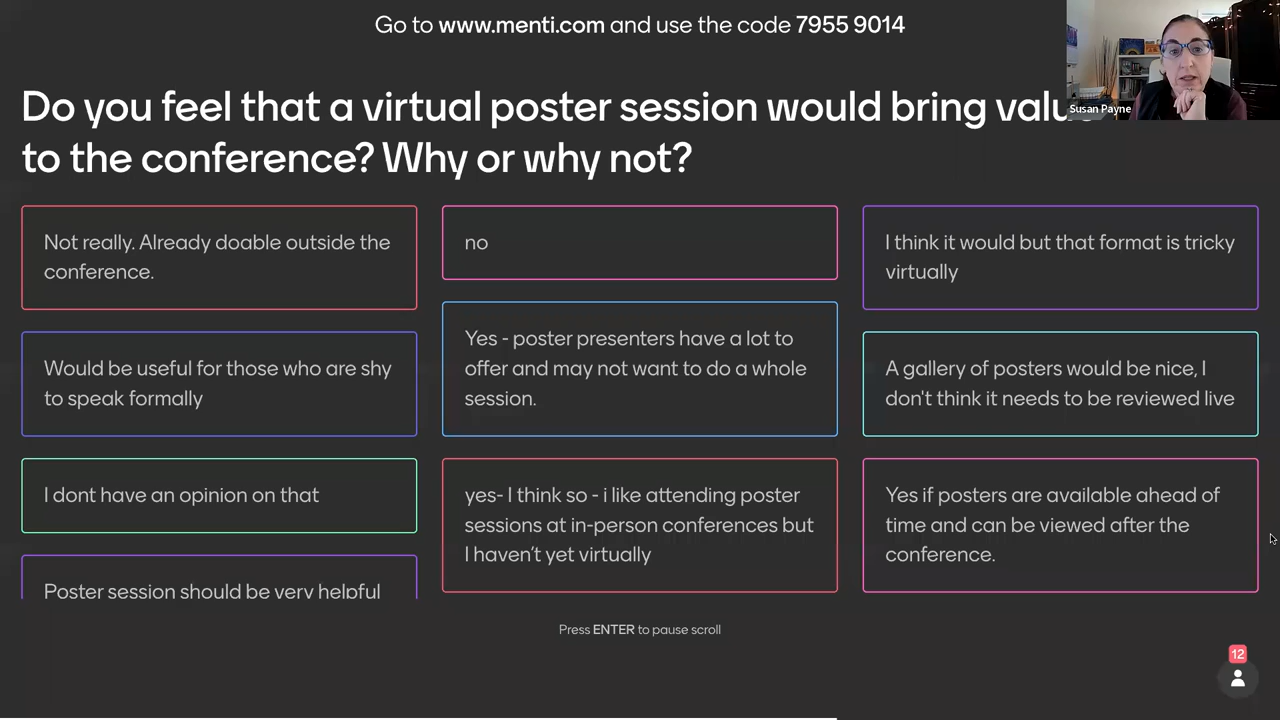 Go to www.menti.com and use the code 7955 9014
Susan Payne
Do you feel that a virtual poster session would bring
to the conference? Why or why not?
Not really. Already doable outside the
conference.
no
I think it would but that format is tricky
virtually
Would be useful for those who are shy
to speak formally
Yes - poster presenters have a lot to
offer and may not want to do a whole
session.
A gallery of posters would be nice, I
don't think it needs to be reviewed live
I dont have an opinion on that
yes- I think so - i like attending poster
sessions at in-person conferences but
I haven't yet virtually
Yes if posters are available ahead of
time and can be viewed after the
conference.
Poster session should be very helpful
Press ENTER to pause scroll
12